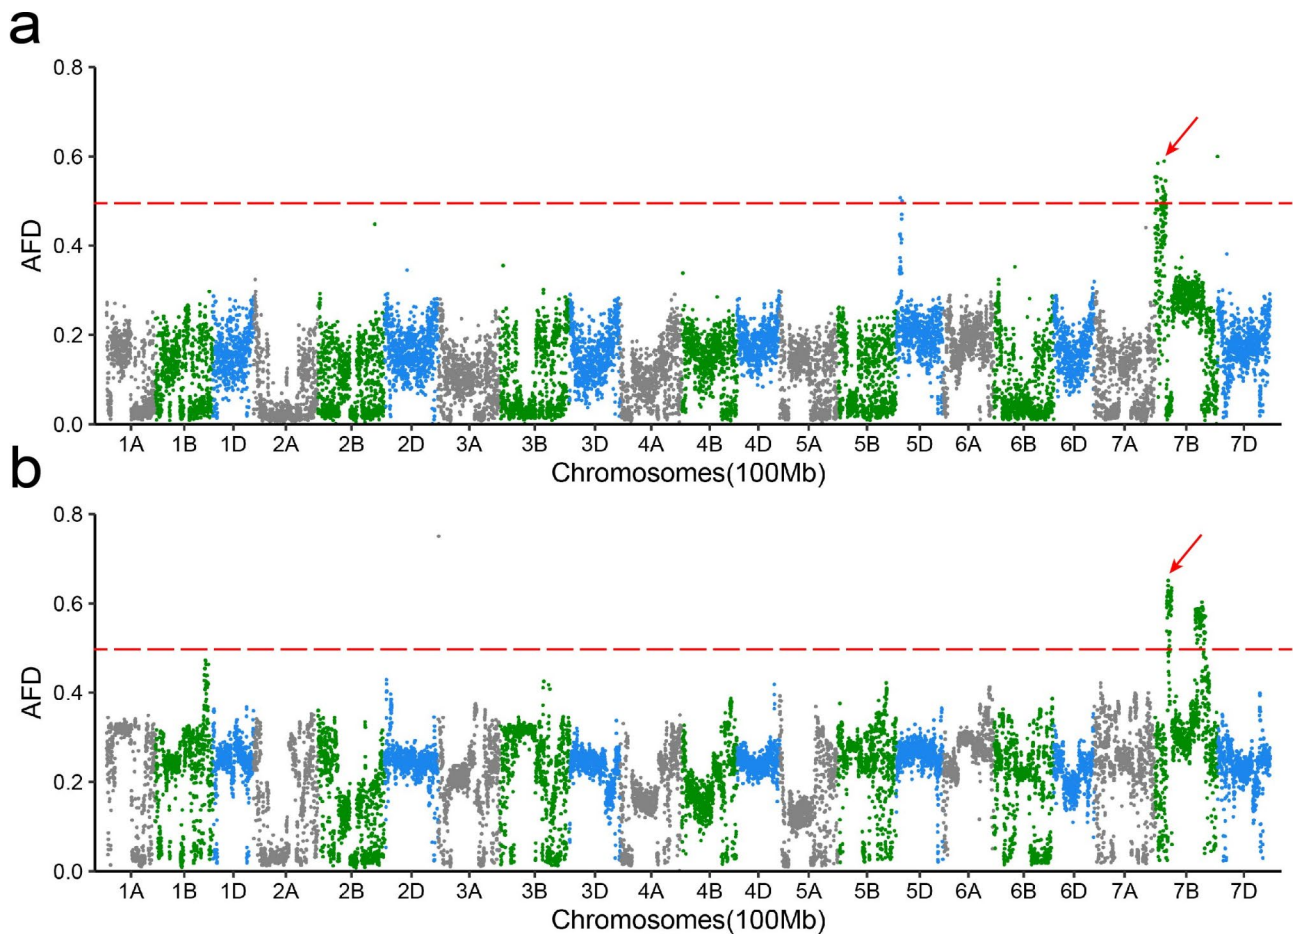 a
0.8
0.6
0.4
0.2
0.0
AFD
1A 1B 1D 2A 2B 2D 3A 3B 3D 4A 4B 4D 5A 5B 5D 6A 6B 6D 7A 7B 7D
Chromosomes(100Mb)
b
0.8
0.6
0.4
0.2
0.0
AFD
1A 1B 1D 2A 2B 2D 3A 3B 3D 4A 4B 4D 5A 5B 5D 6A 6B 6D 7A 7B 7D
Chromosomes(100Mb)